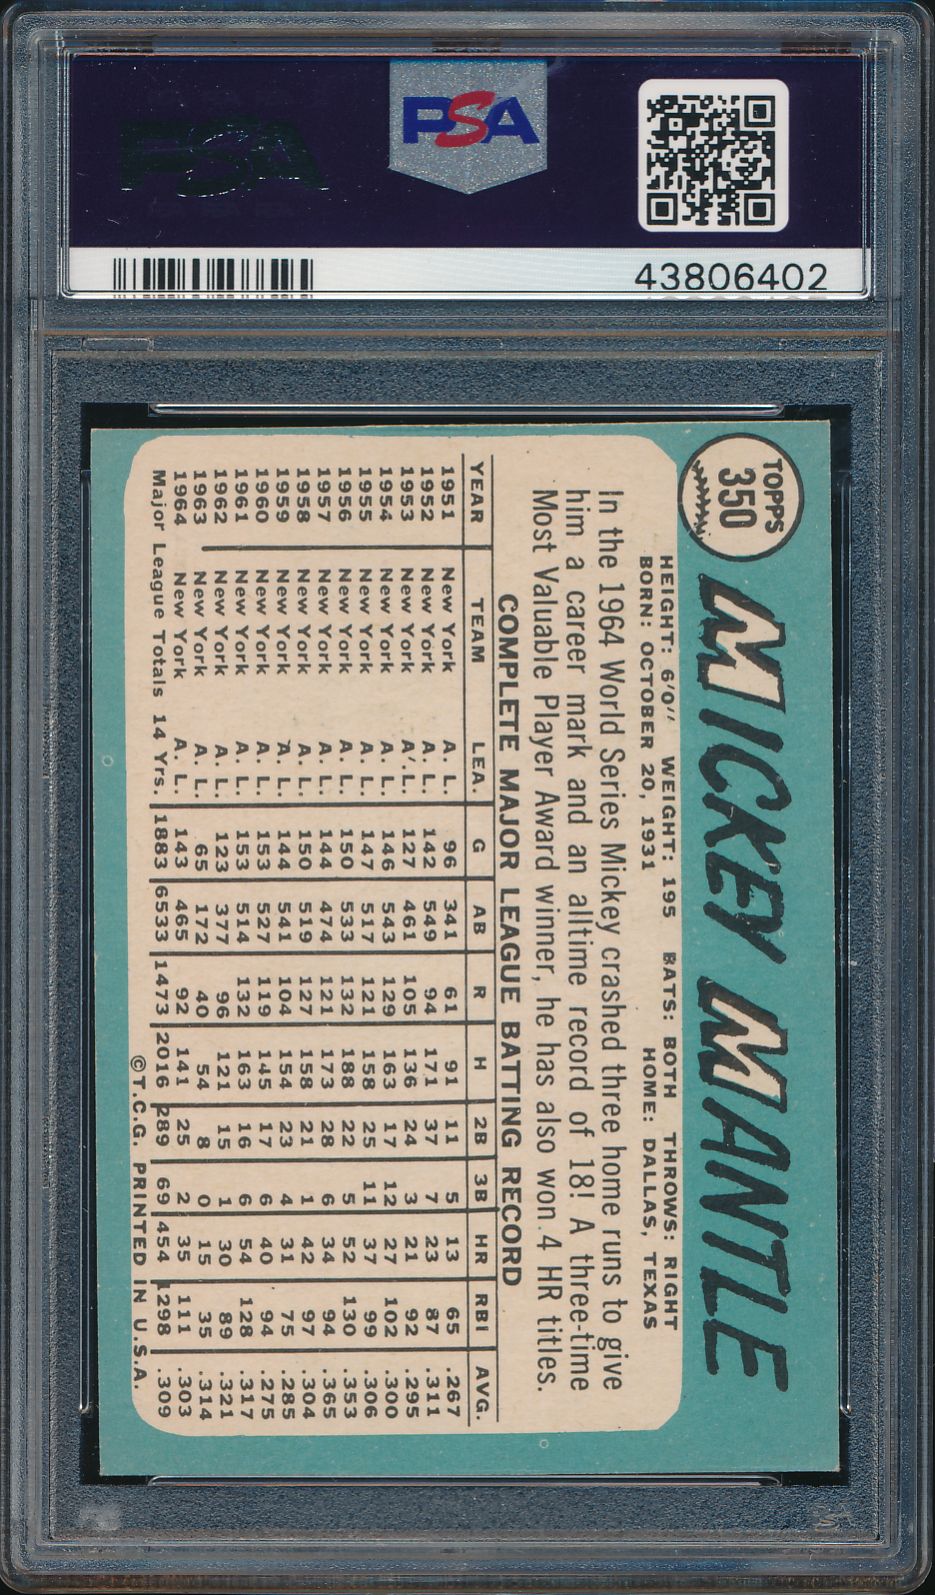 PSA
PSA
43806402
TOPPS
350
MICKEY MANTLE
HEIGHT: 6'0" WEIGHT: 195 BATS: BOTH THROWS: RIGHT
BORN: OCTOBER 20, 1931 HOME: DALLAS, TEXAS
In the 1964 World Series Mickey crashed three home runs to give
him a career mark and an alltime record of 18! A three-time
Most Valuable Player Award winner, he has also won 4 HR titles.
COMPLETE MAJOR LEAGUE BATTING RECORD
YEAR TEAM LEA. G AB R H 2B 3B HR RBI AVG.
1951 New York A. L. 96 341 61 91 11 5 13 65 .267
1952 New York A. L. 142 549 94 171 37 7 23 87 .311
1953 New York A. L. 127 461 105 136 24 3 21 92 .295
1954 New York A. L. 146 543 129 163 17 12 27 102 .300
1955 New York A. L. 147 517 121 158 25 11 37 99 .306
1956 New York A. L. 150 533 132 188 22 5 52 130 .353
1957 New York A. L. 144 474 121 173 28 6 34 94 .365
1958 New York A. L. 150 519 127 158 21 1 42 97 .304
1959 New York A. L. 144 541 104 154 23 4 31 75 .285
1960 New York A. L. 153 527 119 145 17 6 40 94 .275
1961 New York A. L. 153 514 132 163 16 6 54 128 .317
1962 New York A. L. 123 377 96 121 15 1 30 89 .321
1963 New York A. L. 65 172 40 54 8 0 15 35 .314
1964 New York A. L. 143 465 92 141 25 2 35 111 .303
Major League Totals 14 Yrs. 1883 6533 1473 2016 289 69 454 1298 .309
©T.C.G. PRINTED IN U.S.A.
PSA